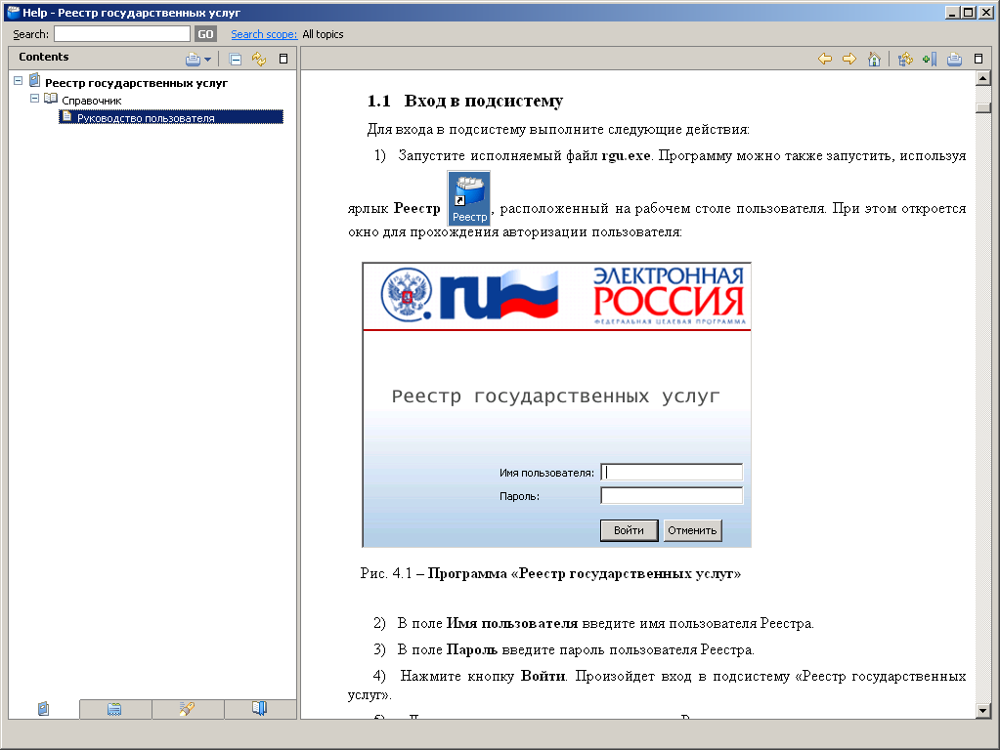 Help - Реестр государственных услуг
Search:
GO
Search scope:
All topics
Contents
Реестр государственных услуг
Справочник
Руководство пользователя
1.1 Вход в подсистему
Для входа в подсистему выполните следующие действия:
1) Запустите исполняемый файл rgu.exe. Программу можно также запустить, используя
ярлык Реестр
Реестр
, расположенный на рабочем столе пользователя. При этом откроется
окно для прохождения авторизации пользователя:
.ru
ЭЛЕКТРОННАЯ
РОССИЯ
ФЕДЕРАЛЬНАЯ ЦЕЛЕВАЯ ПРОГРАММА
Реестр государственных услуг
Имя пользователя:
Пароль:
Войти
Отменить
Рис. 4.1 – Программа «Реестр государственных услуг»
2) В поле Имя пользователя введите имя пользователя Реестра.
3) В поле Пароль введите пароль пользователя Реестра.
4) Нажмите кнопку Войти. Произойдет вход в подсистему «Реестр государственных
услуг».